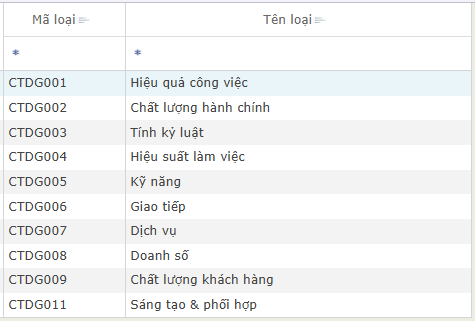 Mã loại Tên loại
* *
CTDG001 Hiệu quả công việc
CTDG002 Chất lượng hành chính
CTDG003 Tính kỷ luật
CTDG004 Hiệu suất làm việc
CTDG005 Kỹ năng
CTDG006 Giao tiếp
CTDG007 Dịch vụ
CTDG008 Doanh số
CTDG009 Chất lượng khách hàng
CTDG011 Sáng tạo & phối hợp